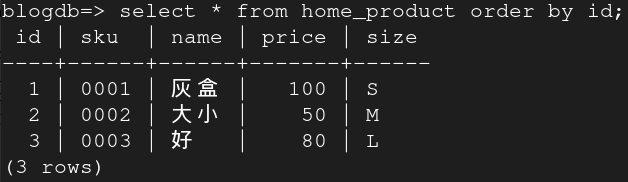 blogdb=> select * from home_product order by id;
 id | sku  | name | price | size
----+------+------+-------+------
  1 | 0001 | 灰盒 |   100 | S
  2 | 0002 | 大小 |    50 | M
  3 | 0003 | 好   |    80 | L
(3 rows)